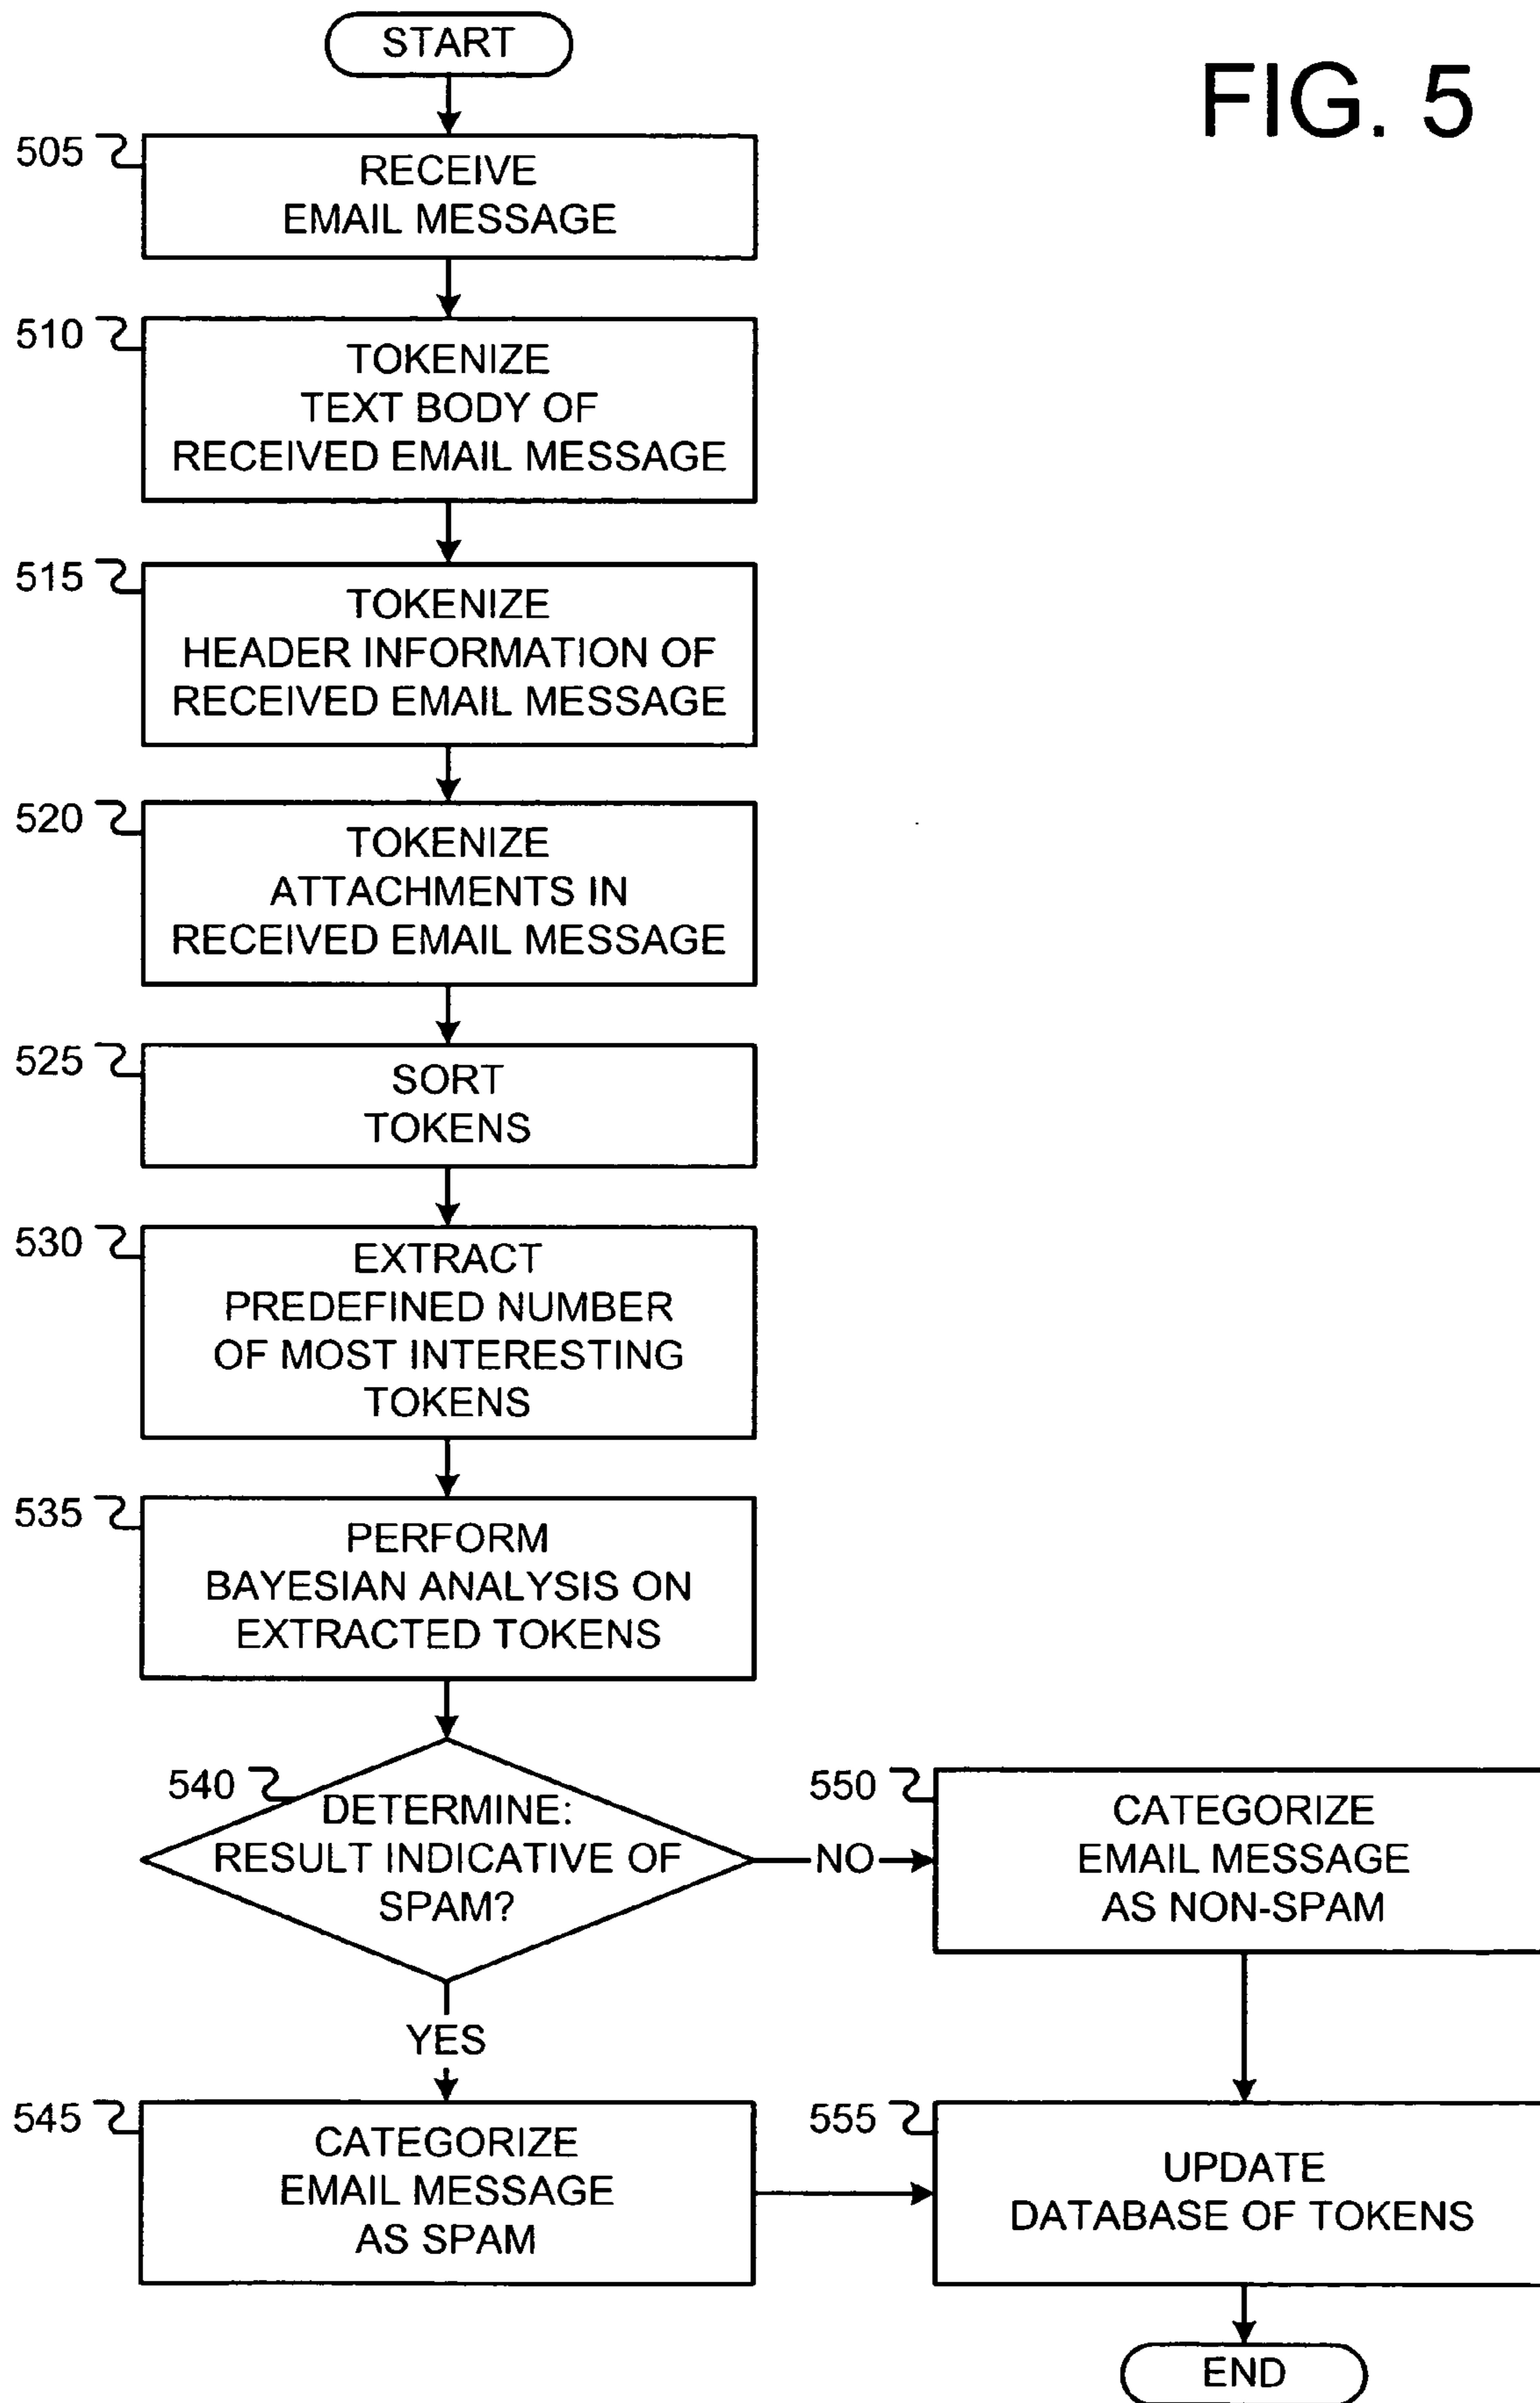 START
FIG. 5
505
RECEIVE
EMAIL MESSAGE
510
TOKENIZE
TEXT BODY OF
RECEIVED EMAIL MESSAGE
515
TOKENIZE
HEADER INFORMATION OF
RECEIVED EMAIL MESSAGE
520
TOKENIZE
ATTACHMENTS IN
RECEIVED EMAIL MESSAGE
525
SORT
TOKENS
530
EXTRACT
PREDEFINED NUMBER
OF MOST INTERESTING
TOKENS
535
PERFORM
BAYESIAN ANALYSIS ON
EXTRACTED TOKENS
540
DETERMINE:
RESULT INDICATIVE OF
SPAM?
NO
550
CATEGORIZE
EMAIL MESSAGE
AS NON-SPAM
YES
545
CATEGORIZE
EMAIL MESSAGE
AS SPAM
555
UPDATE
DATABASE OF TOKENS
END